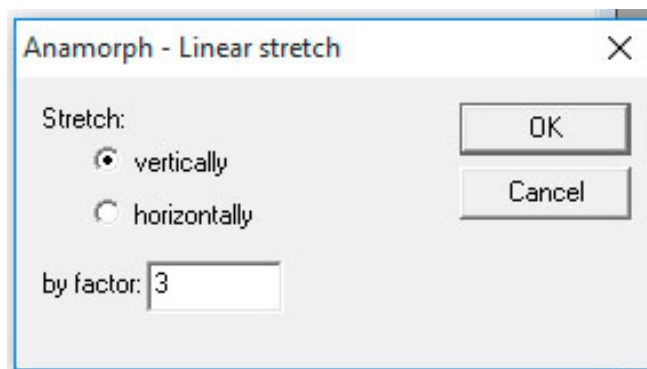 Anamorph - Linear stretch
Stretch:
vertically
horizontally
by factor: 3
OK
Cancel